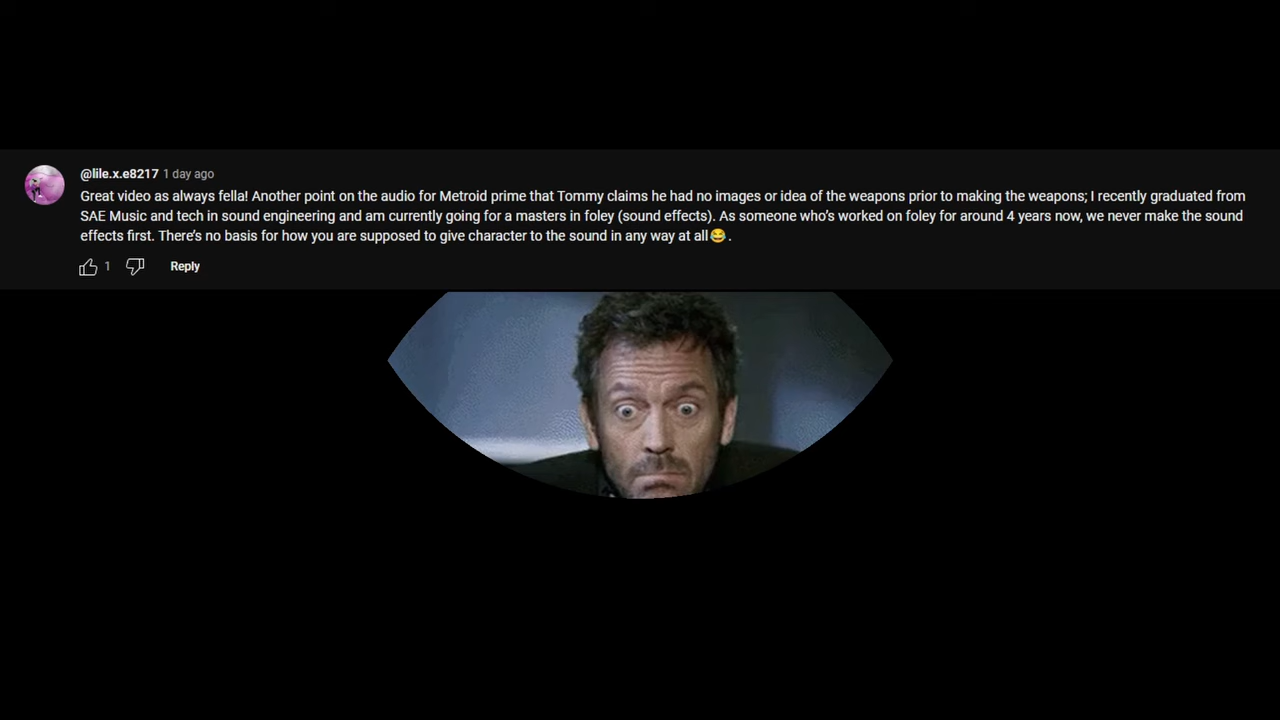 @lile.x.e8217 1 day ago
Great video as always fella! Another point on the audio for Metroid prime that Tommy claims he had no images or idea of the weapons prior to making the weapons; I recently graduated from
SAE Music and tech in sound engineering and am currently going for a masters in foley (sound effects). As someone who’s worked on foley for around 4 years now, we never make the sound
effects first. There’s no basis for how you are supposed to give character to the sound in any way at all😂.
1 Reply